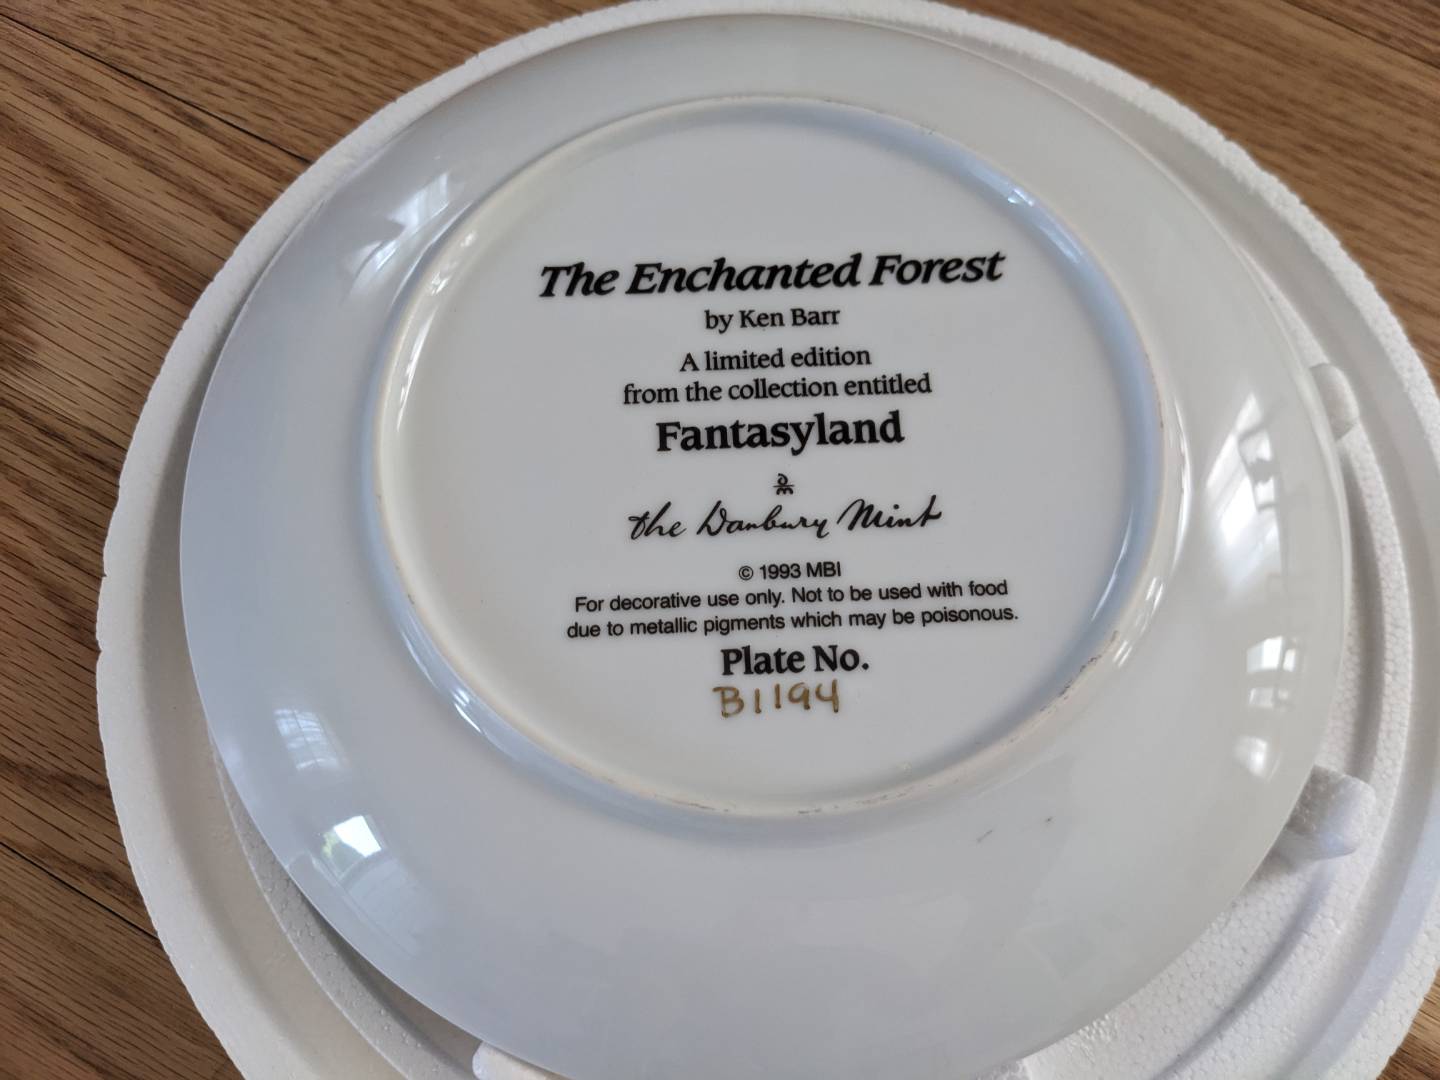 The Enchanted Forest
by Ken Barr
A limited edition
from the collection entitled
Fantasyland
the Danbury Mint
© 1993 MBI
For decorative use only. Not to be used with food
due to metallic pigments which may be poisonous.
Plate No.
B1194